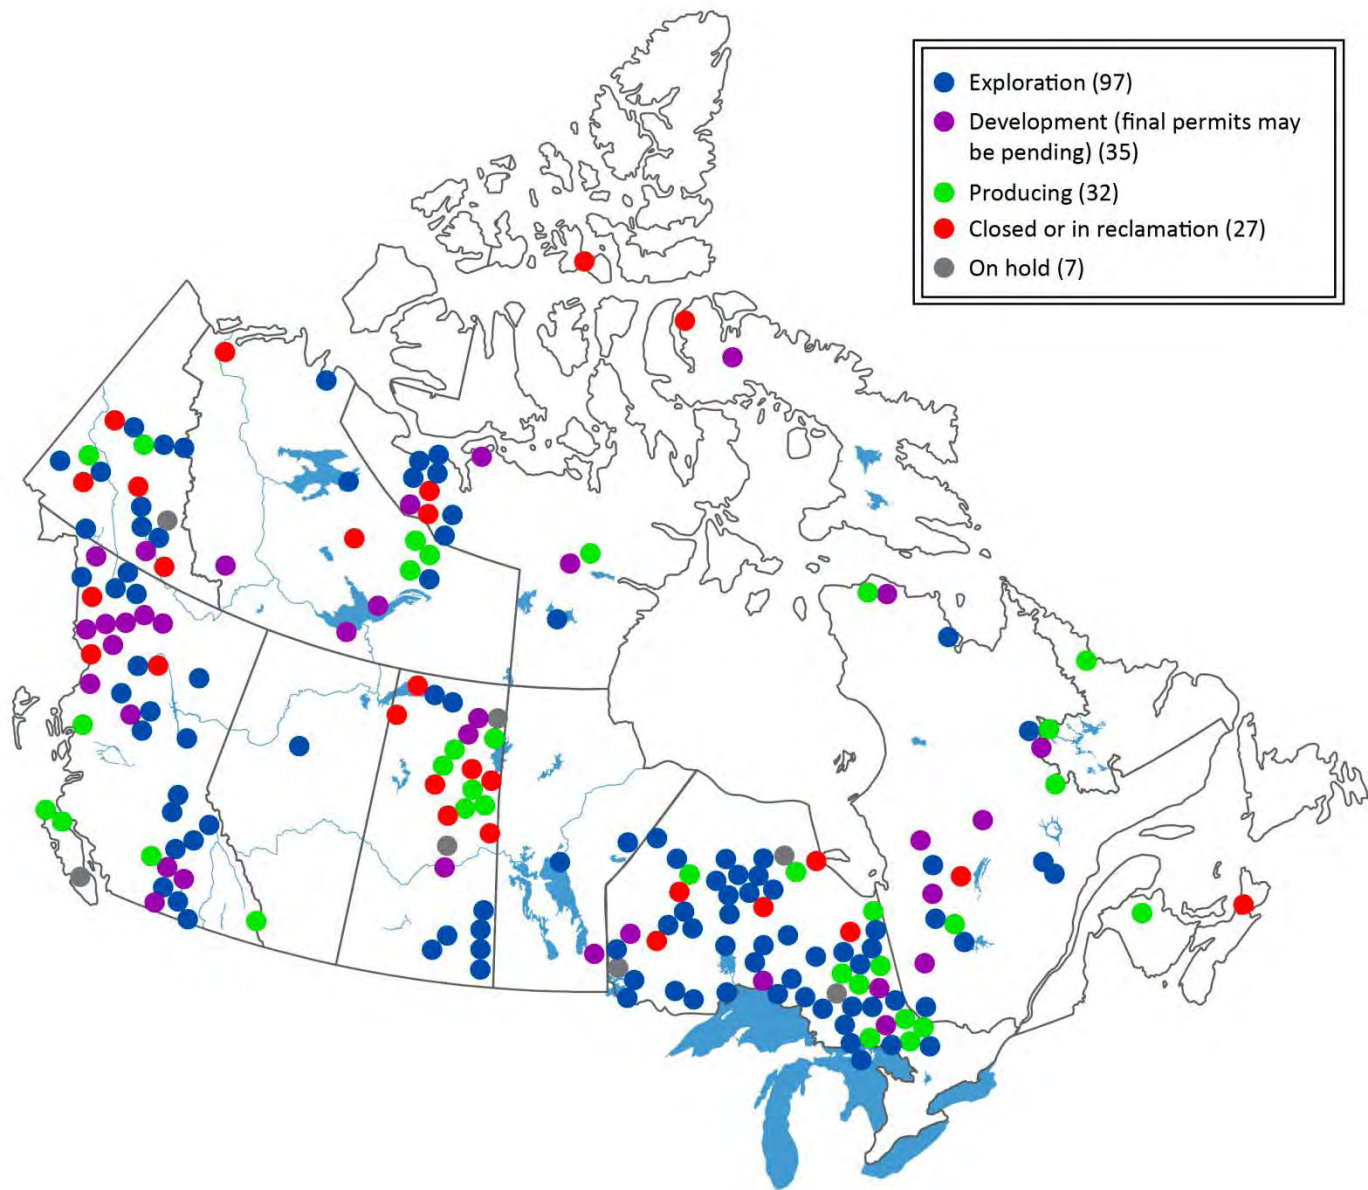 Exploration (97)
Development (final permits may
be pending) (35)
Producing (32)
Closed or in reclamation (27)
On hold (7)